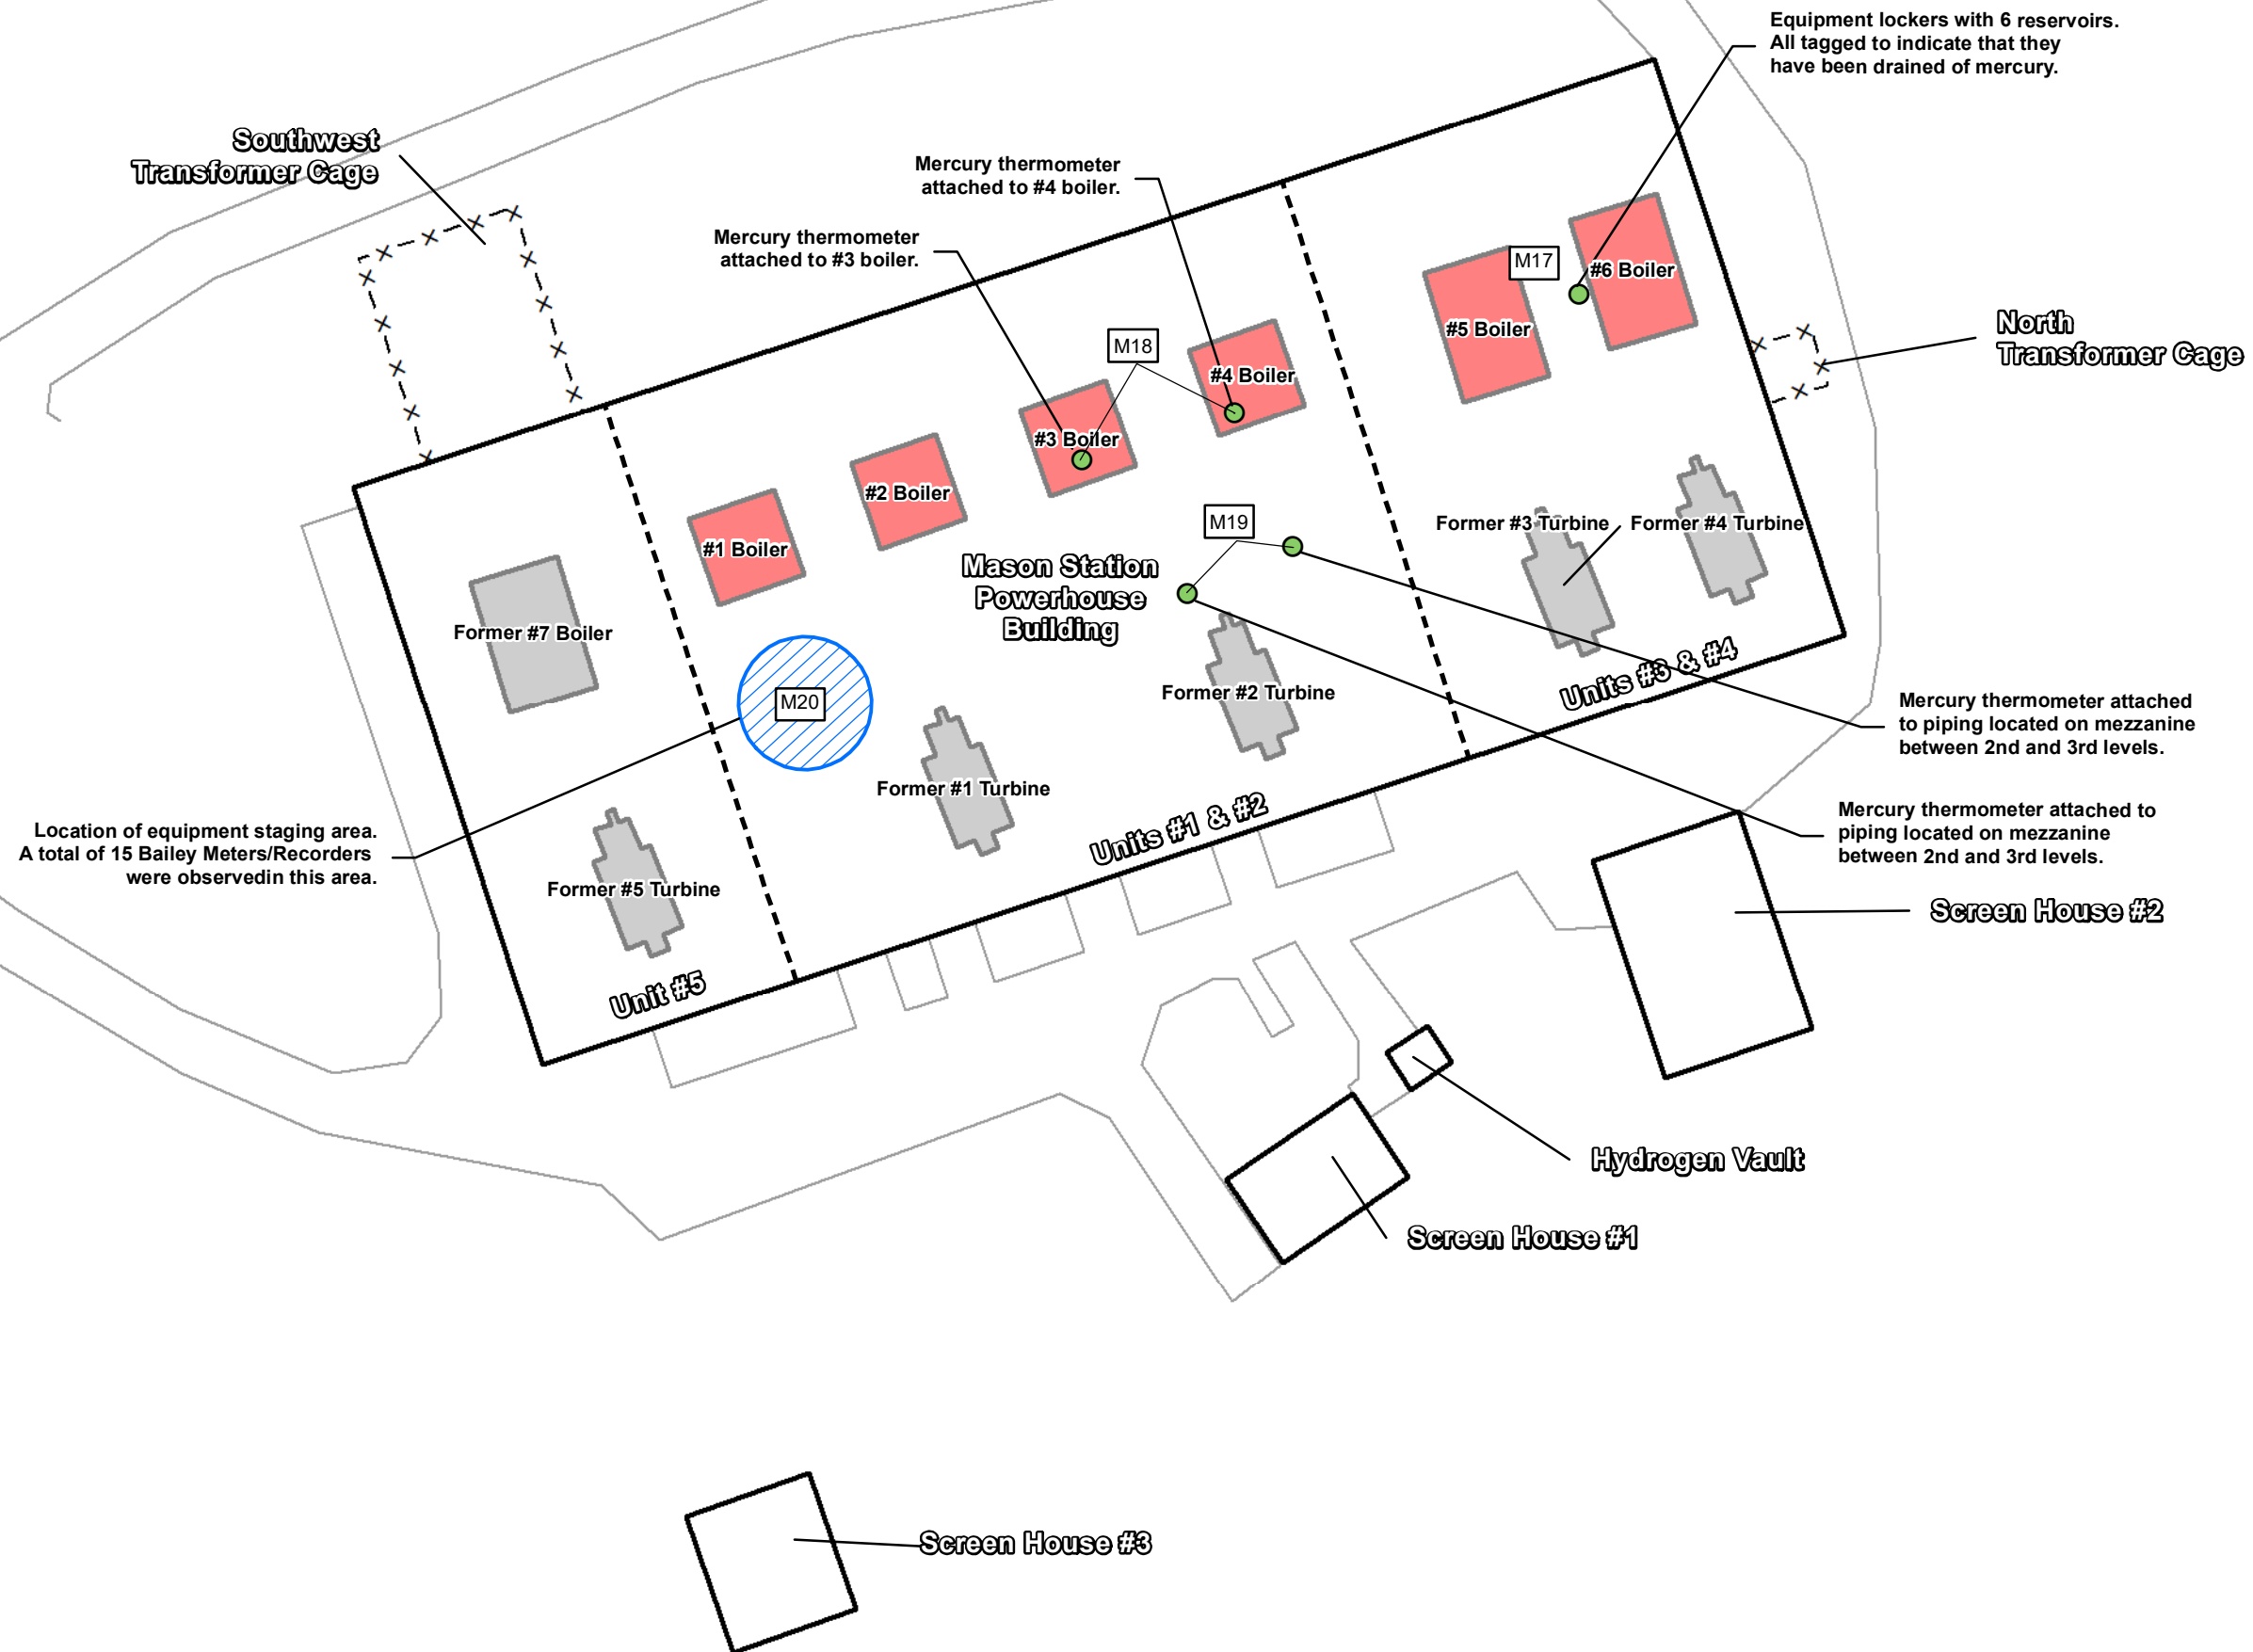 Equipment lockers with 6 reservoirs.
All tagged to indicate that they
have been drained of mercury.
Southwest
Transformer Cage
Mercury thermometer
attached to #4 boiler.
Mercury thermometer
attached to #3 boiler.
M17
#6 Boiler
#5 Boiler
North
Transformer Cage
M18
#4 Boiler
#3 Boiler
#2 Boiler
#1 Boiler
M19
Former #3 Turbine
Former #4 Turbine
Mason Station
Powerhouse
Building
Former #7 Boiler
M20
Former #2 Turbine
Units #3 & #4
Mercury thermometer attached
to piping located on mezzanine
between 2nd and 3rd levels.
Former #1 Turbine
Units #1 & #2
Mercury thermometer attached to
piping located on mezzanine
between 2nd and 3rd levels.
Location of equipment staging area.
A total of 15 Bailey Meters/Recorders
were observedin this area.
Former #5 Turbine
Unit #5
Screen House #2
Hydrogen Vault
Screen House #1
Screen House #3